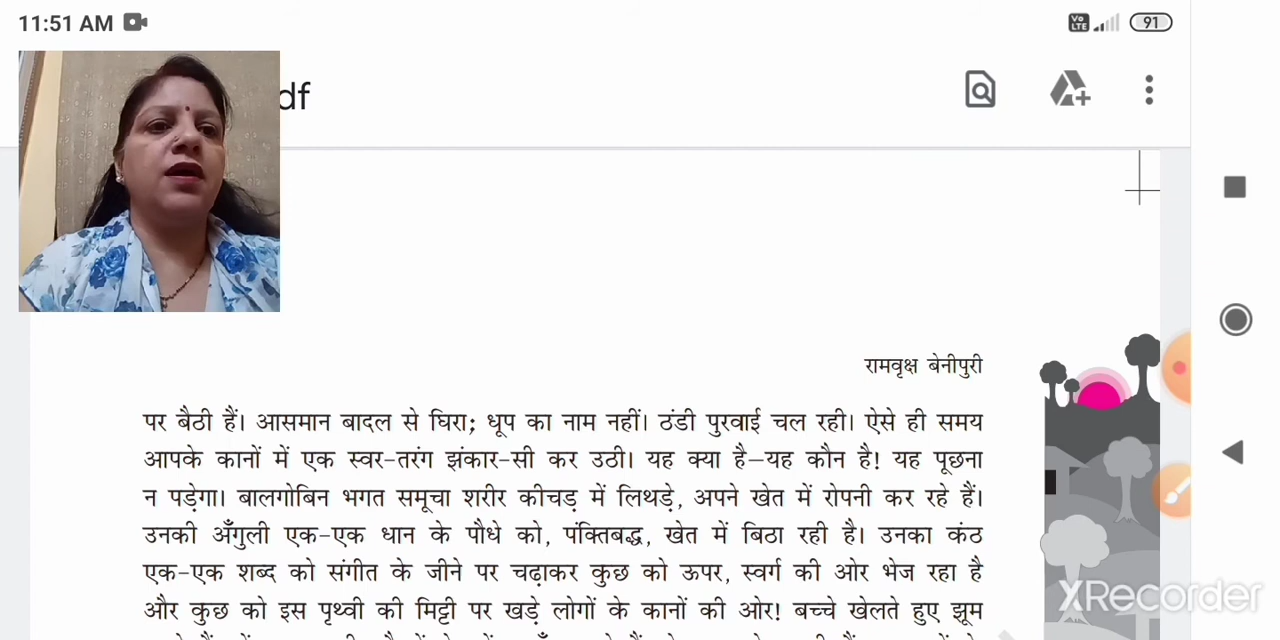 11:51 AM
Vo LTE
91
df
रामवृक्ष बेनीपुरी
पर बैठी हैं। आसमान बादल से घिरा; धूप का नाम नहीं। ठंडी पुरवाई चल रही। ऐसे ही समय
आपके कानों में एक स्वर-तरंग झंकार-सी कर उठी। यह क्या है—यह कौन है! यह पूछना
न पड़ेगा। बालगोबिन भगत समूचा शरीर कीचड़ में लिथड़े, अपने खेत में रोपनी कर रहे हैं।
उनकी अँगुली एक-एक धान के पौधे को, पंक्तिबद्ध, खेत में बिठा रही है। उनका कंठ
एक-एक शब्द को संगीत के जीने पर चढ़ाकर कुछ को ऊपर, स्वर्ग की ओर भेज रहा है
और कुछ को इस पृथ्वी की मिट्टी पर खड़े लोगों के कानों की ओर! बच्चे खेलते हुए झूम
XRecorder